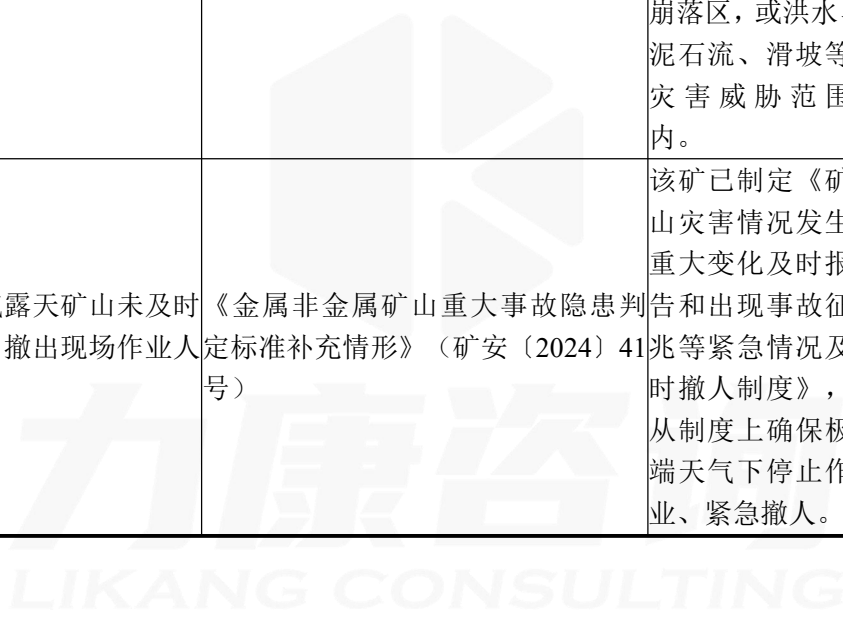 崩落区，或洪水、
泥石流、滑坡等
灾害威胁范围
内。
露天矿山未及时
撤出现场作业人
《金属非金属矿山重大事故隐患判
定标准补充情形》（矿安〔2024〕41
号）
该矿已制定《矿
山灾害情况发生
重大变化及时报
告和出现事故征
兆等紧急情况及
时撤人制度》，
从制度上确保极
端天气下停止作
业、紧急撤人。
力康咨询
LIKANG CONSULTING